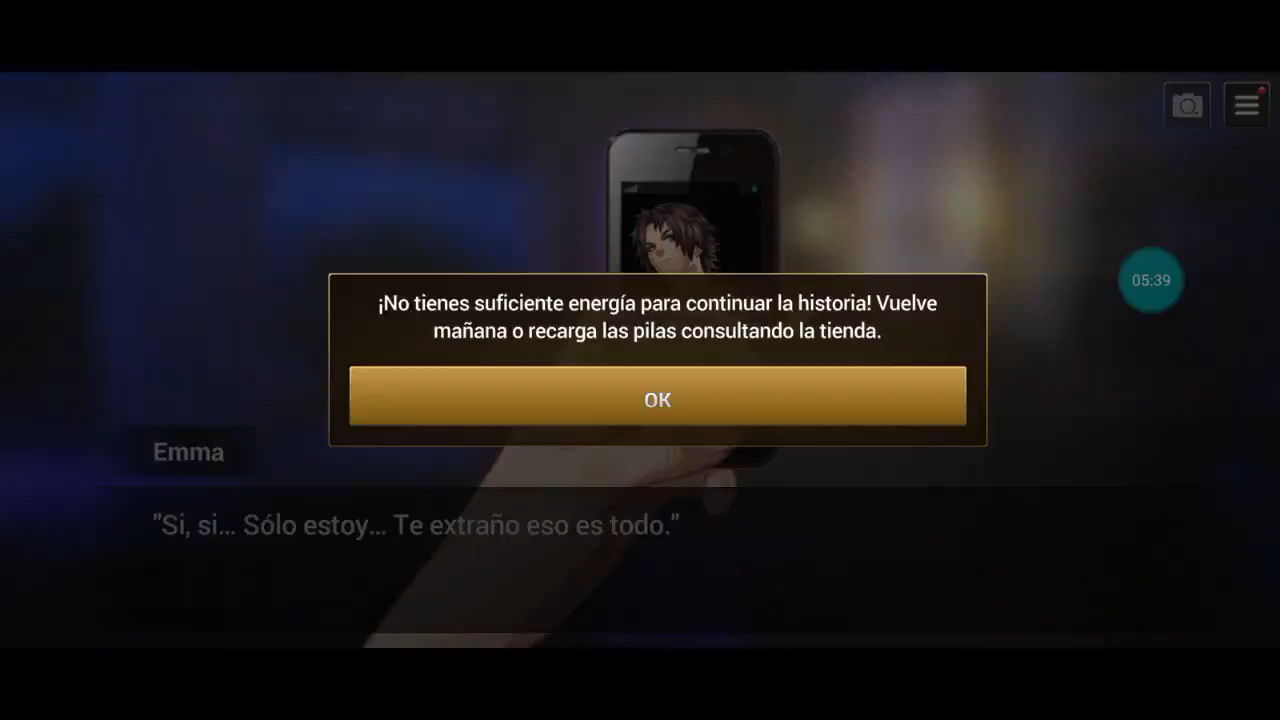 05:39
¡No tienes suficiente energía para continuar la historia! Vuelve
mañana o recarga las pilas consultando la tienda.
OK
Emma
"Si, si... Sólo estoy... Te extraño eso es todo."